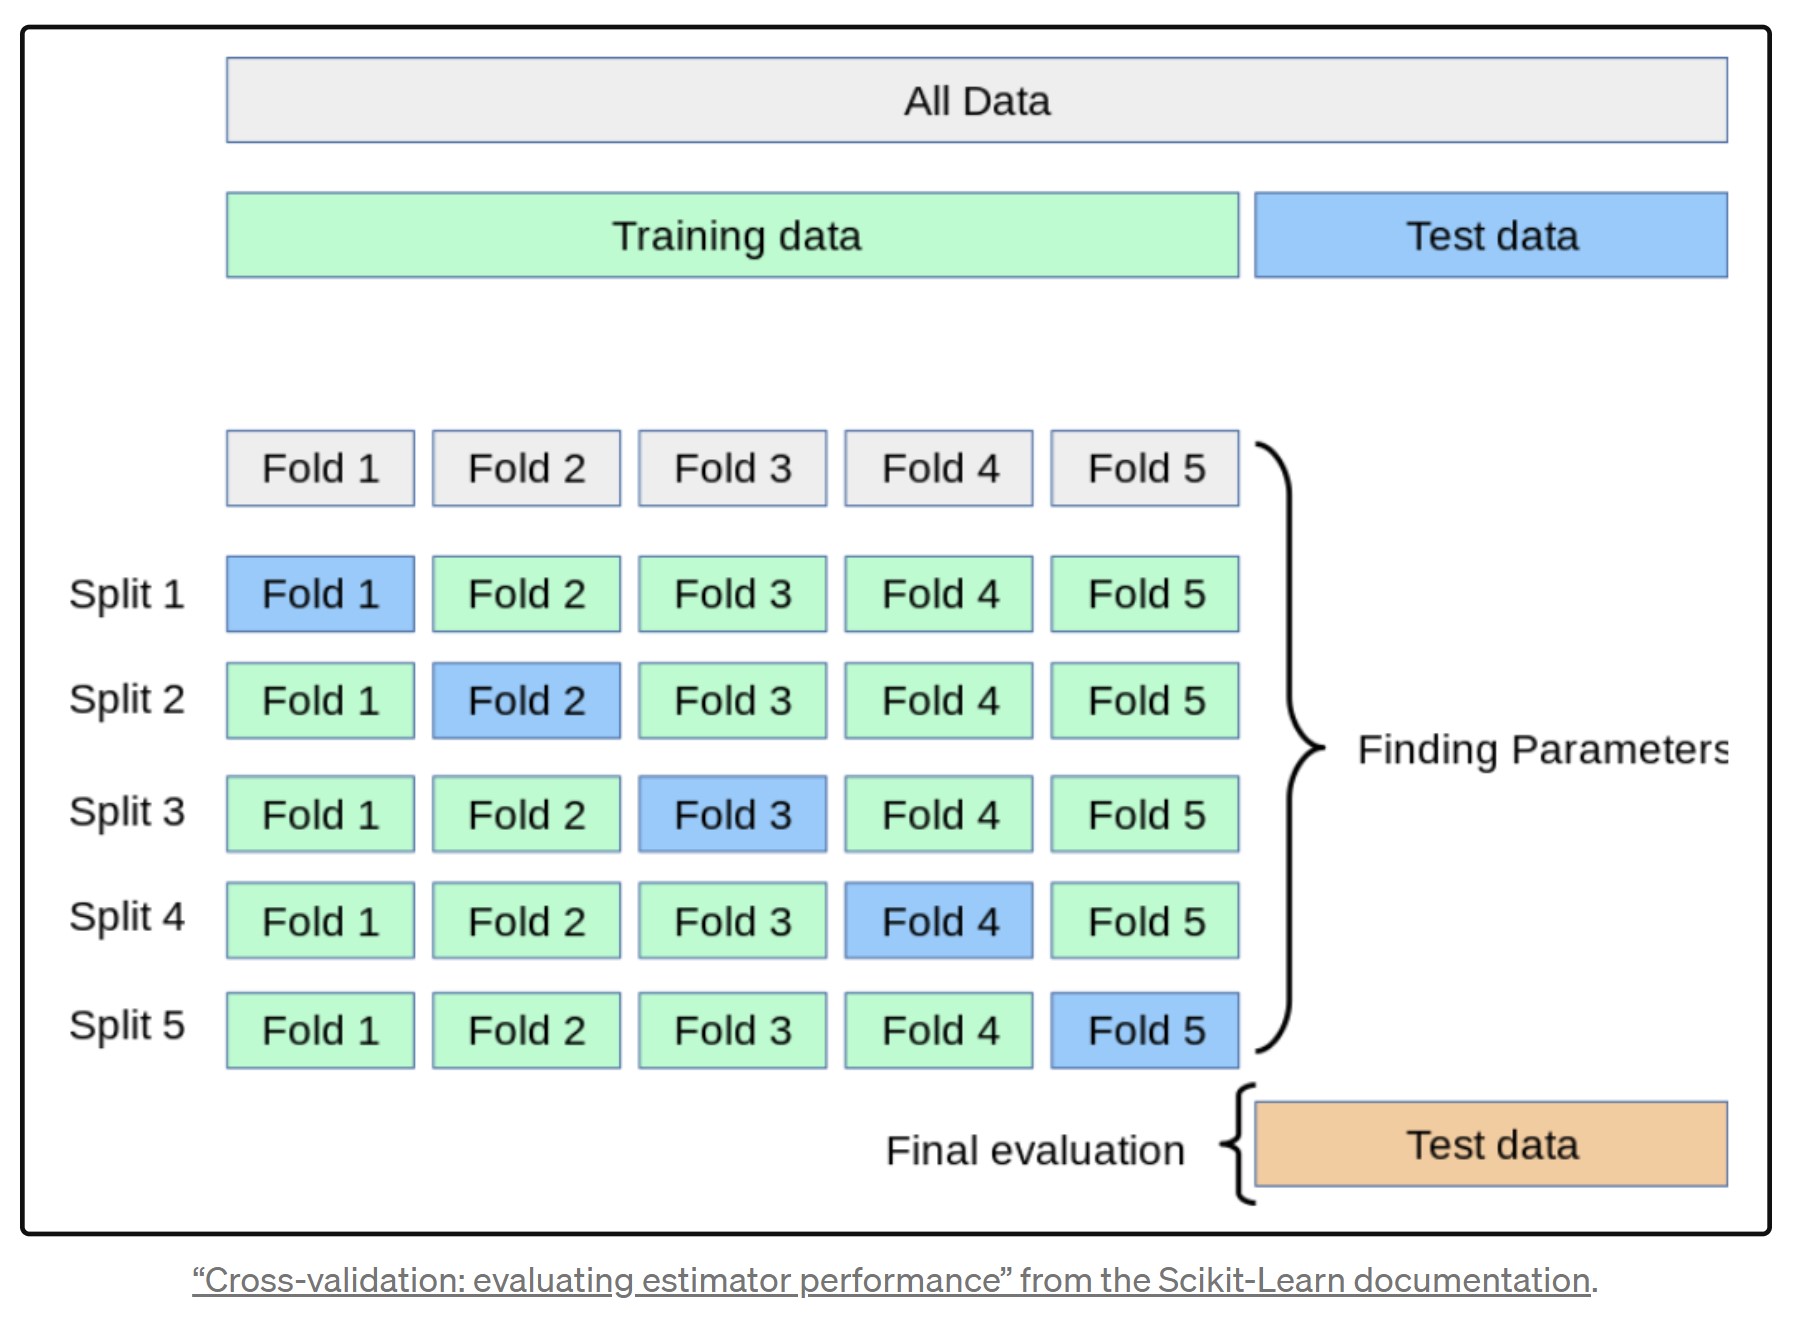 All Data
Training data Test data
Fold 1 Fold 2 Fold 3 Fold 4 Fold 5
Split 1 Fold 1 Fold 2 Fold 3 Fold 4 Fold 5
Split 2 Fold 1 Fold 2 Fold 3 Fold 4 Fold 5
Finding Parameters
Split 3 Fold 1 Fold 2 Fold 3 Fold 4 Fold 5
Split 4 Fold 1 Fold 2 Fold 3 Fold 4 Fold 5
Split 5 Fold 1 Fold 2 Fold 3 Fold 4 Fold 5
Final evaluation Test data
“Cross-validation: evaluating estimator performance” from the Scikit-Learn documentation.